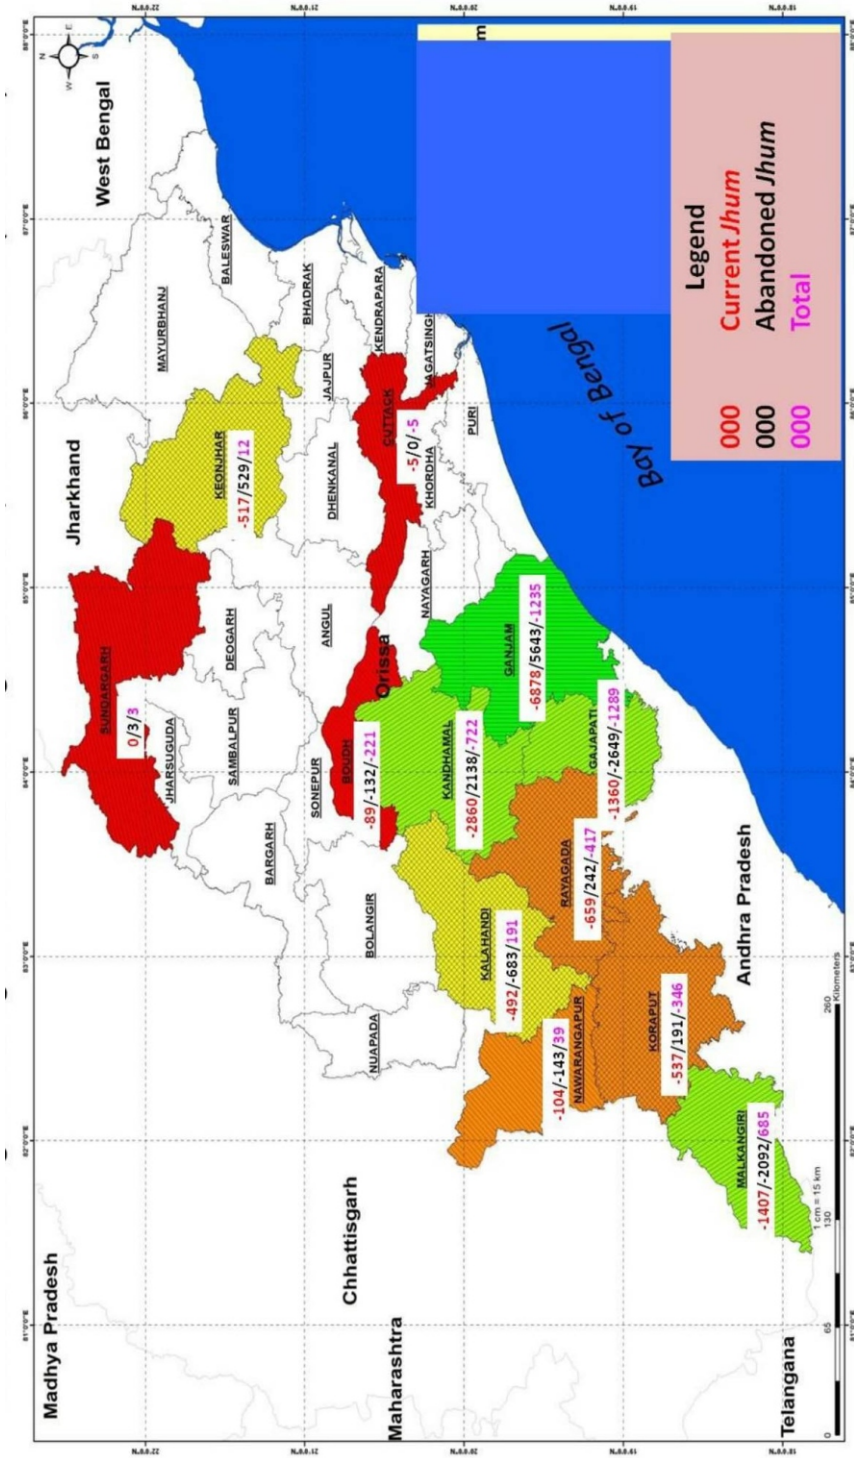 N
E
W
S
Madhya Pradesh
Jharkhand
West Bengal
Chhattisgarh
Maharashtra
Orissa
Telangana
Andhra Pradesh
Bay of Bengal
SUNDARGARH
0/3/3
JHARSUGUDA
SAMBALPUR
DEOGARH
KEONJHAR
-517/529/12
MAYURBHANJ
BALESWAR
BHADRAK
BARGARH
SONEPUR
ANGUL
DHENKANAL
JAJPUR
KENDRAPARA
CUTTACK
-5/0/-5
JAGATSINGH
NUAPADA
BOLANGIR
BOUDH
-89/-132/-221
NAYAGARH
KHORDHA
PURI
KALAHANDI
-492/-683/191
KANDHAMAL
-2860/2138/-722
GANJAM
-6878/5643/-1235
NAWARANGAPUR
-104/-143/39
RAYAGADA
-659/242/-417
GAJAPATI
-1360/-2649/-1289
KORAPUT
-537/191/-346
MALKANGIRI
-1407/-2092/685
1 cm = 15 km
0 65 130 260
Kilometers
m
Legend
000 Current Jhum
000 Abandoned Jhum
000 Total